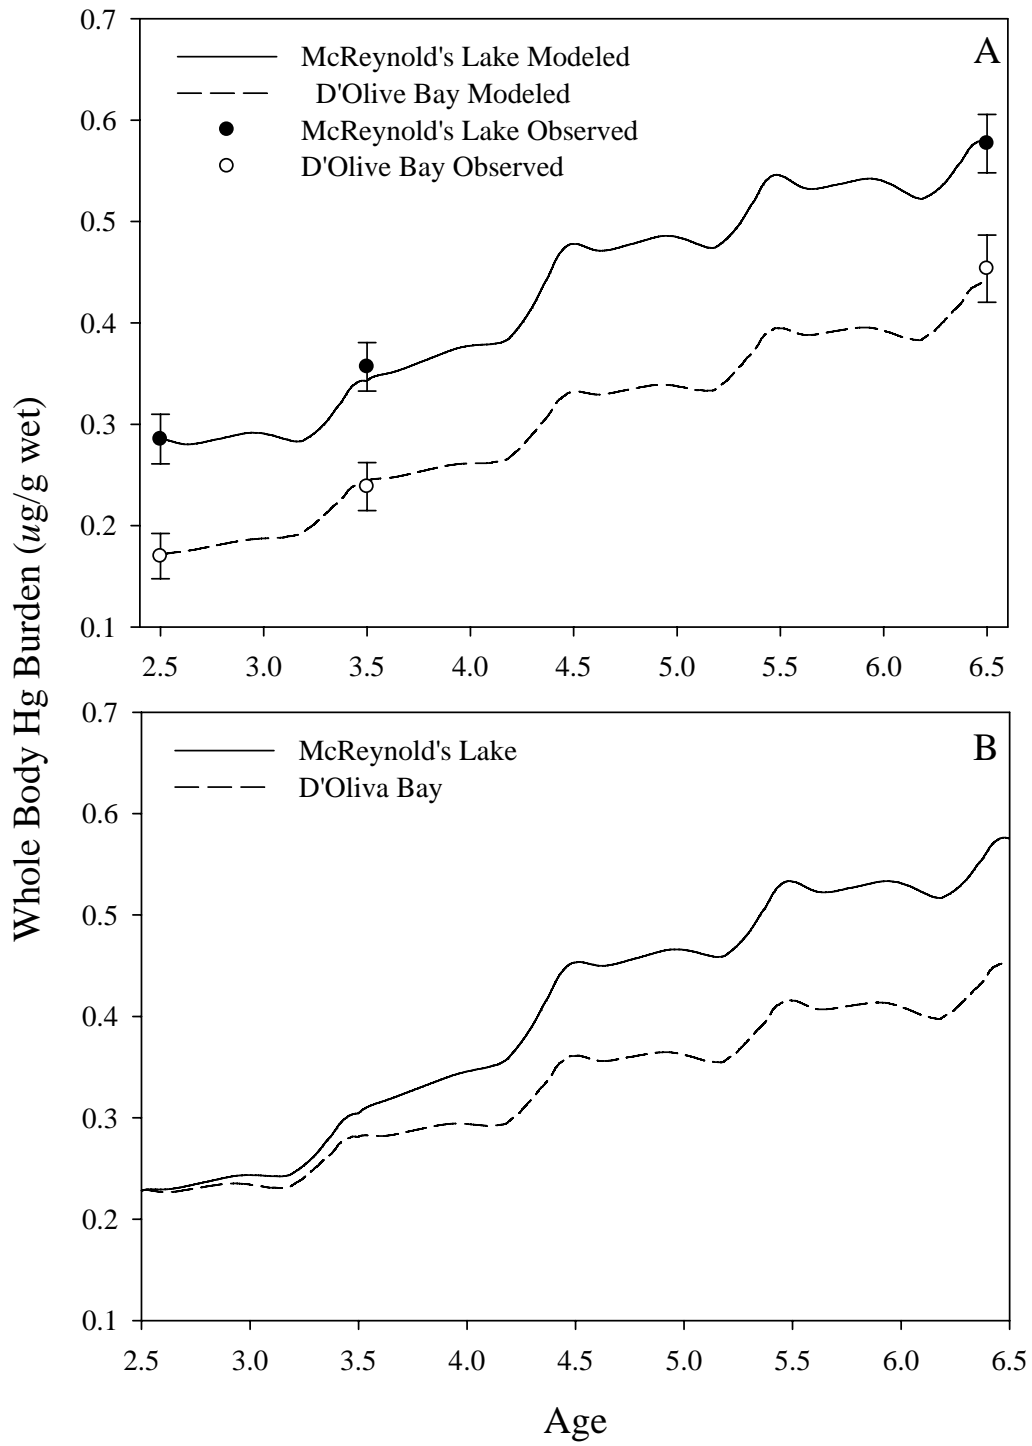 0.7
A
McReynold's Lake Modeled
D'Olive Bay Modeled
McReynold's Lake Observed
D'Olive Bay Observed
0.6
0.5
0.4
0.3
0.2
0.1
2.5 3.0 3.5 4.0 4.5 5.0 5.5 6.0 6.5
Whole Body Hg Burden (ug/g wet)
0.7
B
McReynold's Lake
D'Oliva Bay
0.6
0.5
0.4
0.3
0.2
0.1
2.5 3.0 3.5 4.0 4.5 5.0 5.5 6.0 6.5
Age